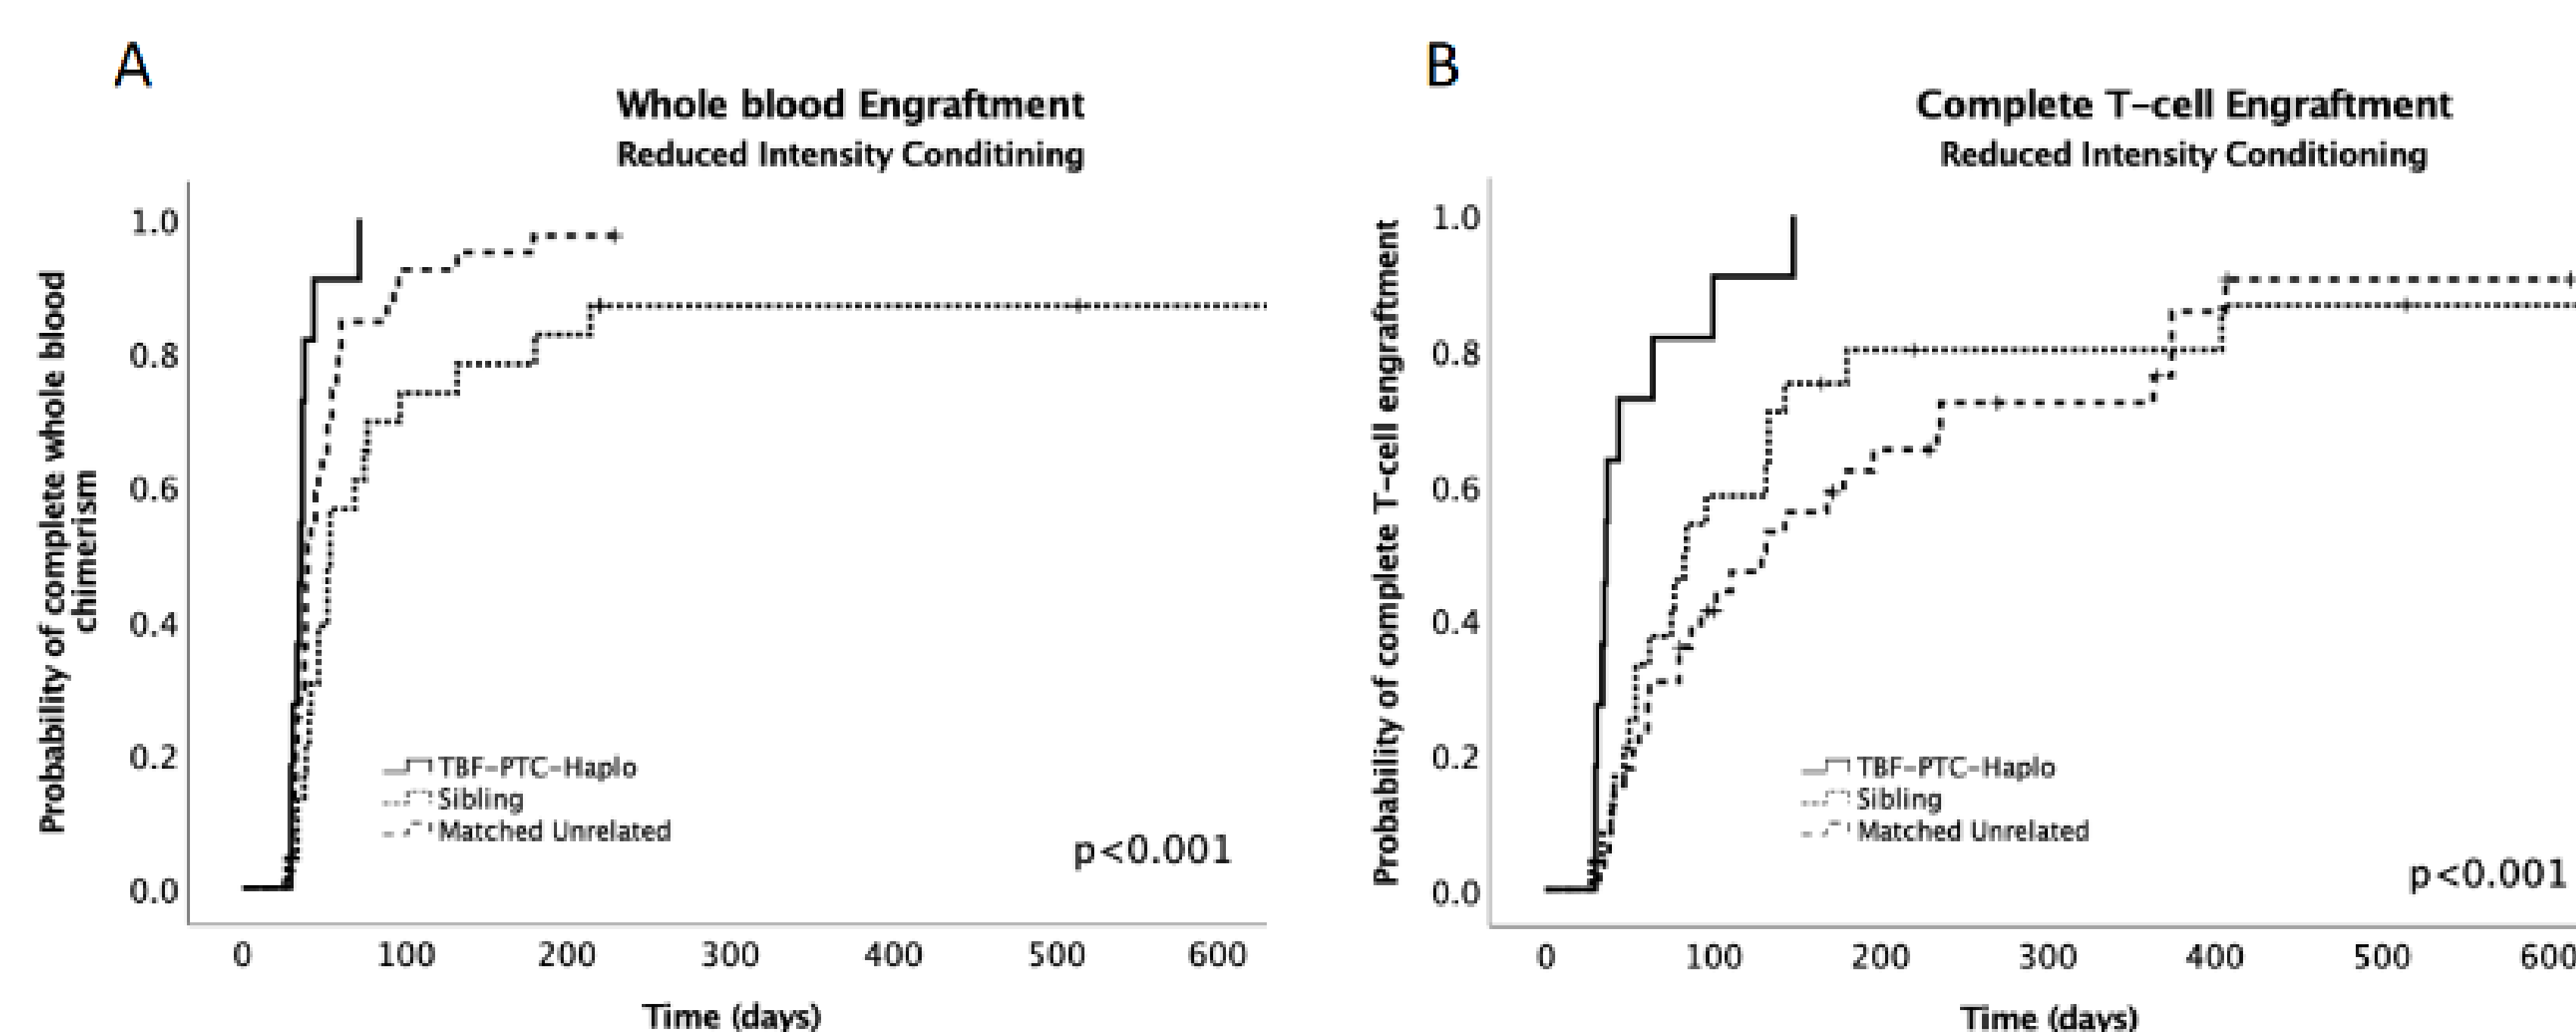 A
Whole blood Engraftment
Reduced Intensity Conditining
Probability of complete whole blood
chimerism
1.0
0.8
0.6
0.4
0.2
0.0
TBF-PTC-Haplo
Sibling
Matched Unrelated
p<0.001
0 100 200 300 400 500 600
Time (days)
B
Complete T-cell Engraftment
Reduced Intensity Conditioning
Probability of complete T-cell engraftment
1.0
0.8
0.6
0.4
0.2
0.0
TBF-PTC-Haplo
Sibling
Matched Unrelated
p<0.001
0 100 200 300 400 500 600
Time (days)